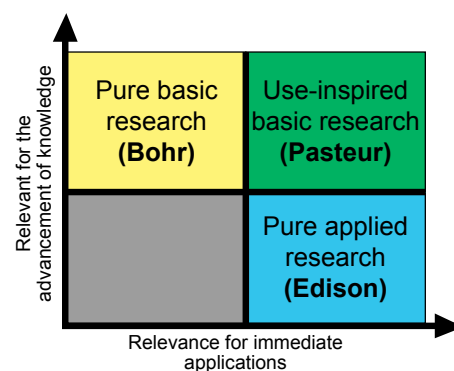 Relevant for the
advancement of knowledge
Pure basic
research
(Bohr)
Use-inspired
basic research
(Pasteur)
Pure applied
research
(Edison)
Relevance for immediate
applications